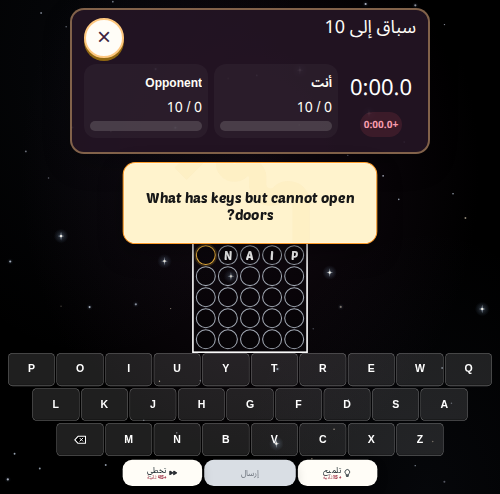 سباق إلى 10
أنت
10 / 0
Opponent
10 / 0
0:00.0
0:00.0+
What has keys but cannot open
doors?
P I A N
Q W E R T Y U I O P
A S D F G H J K L
Z X C V B N M
تلميح
إرسال
تخطي